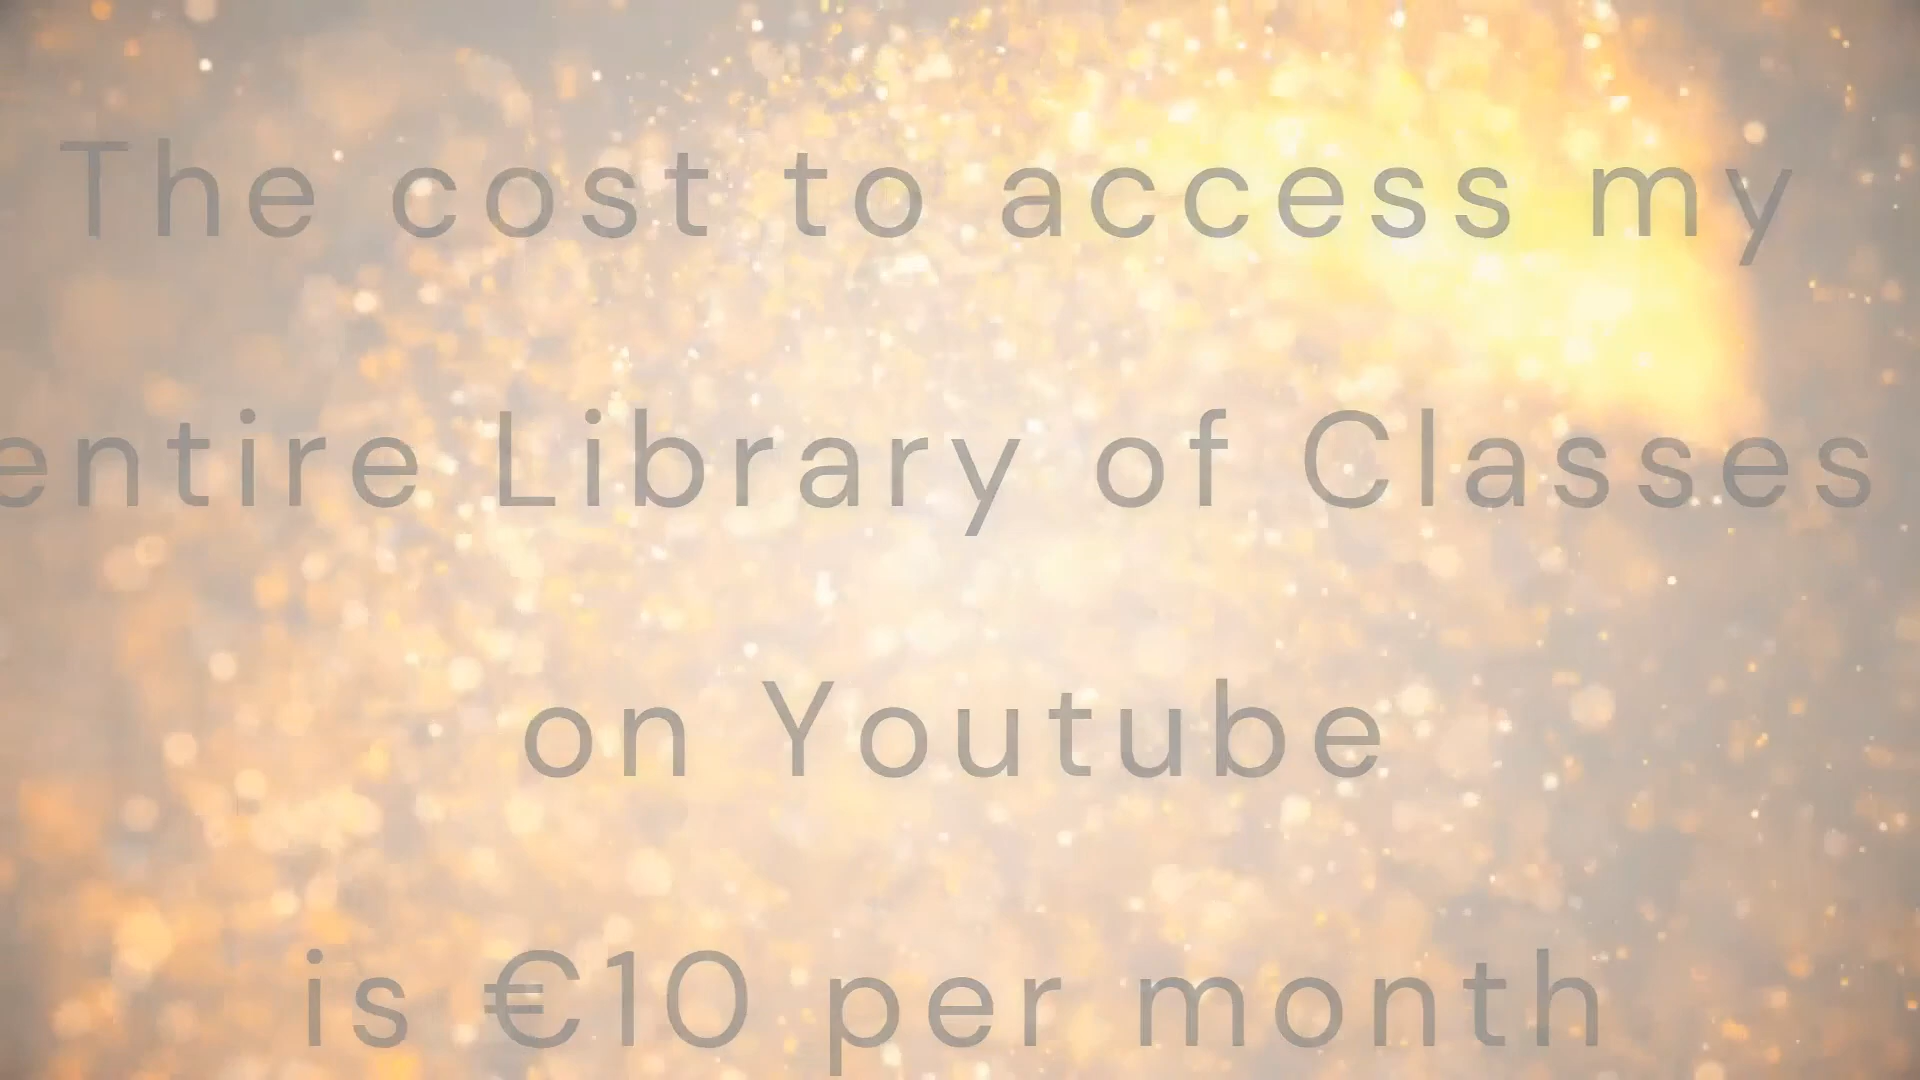 The cost to access my
entire Library of Classes
on Youtube
is €10 per month